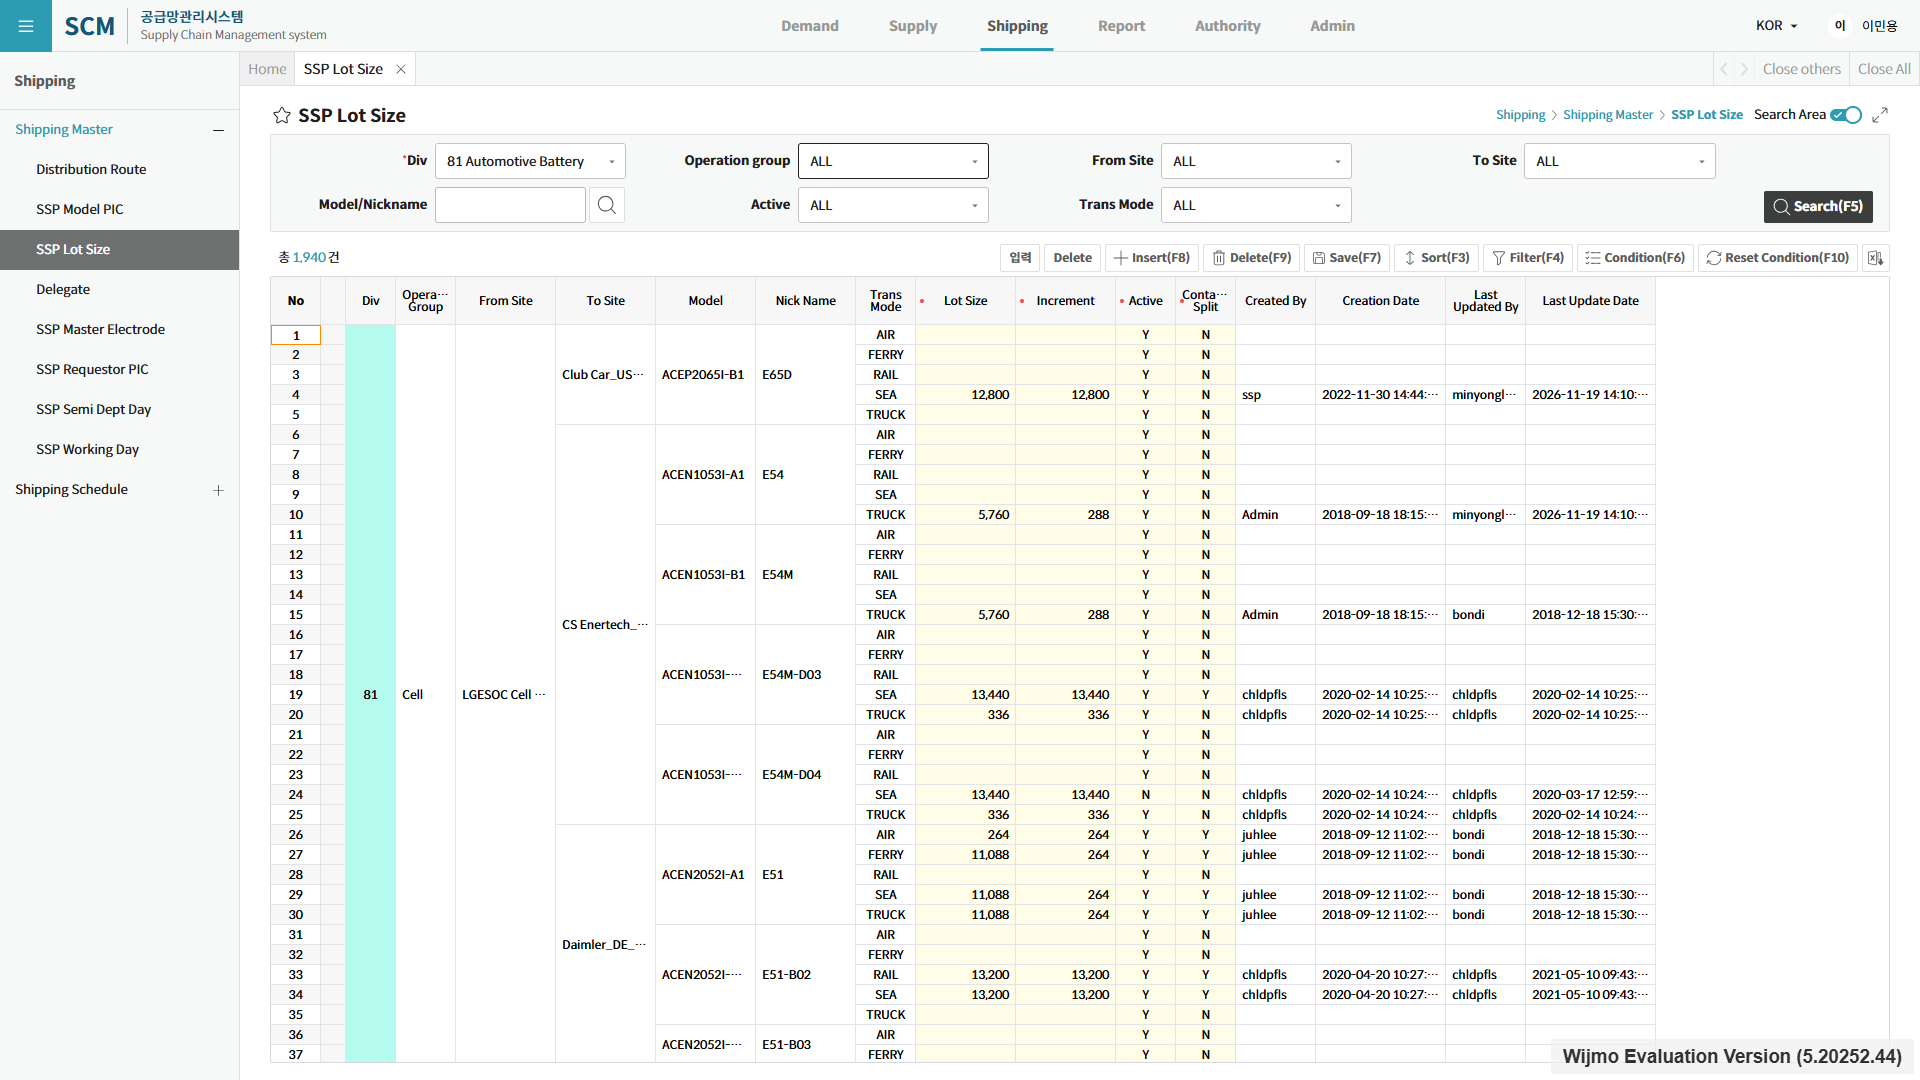 SCM 공급망관리시스템 Supply Chain Management system
Demand Supply Shipping Report Authority Admin
KOR 이 이민용
Shipping
Home SSP Lot Size Close others Close All
Shipping Master
Distribution Route
SSP Model PIC
SSP Lot Size
Delegate
SSP Master Electrode
SSP Requestor PIC
SSP Semi Dept Day
SSP Working Day
Shipping Schedule
SSP Lot Size
Shipping > Shipping Master > SSP Lot Size Search Area
*Div 81 Automotive Battery Operation group ALL From Site ALL To Site ALL
Model/Nickname Active ALL Trans Mode ALL Search(F5)
총 1,940 건
입력 Delete Insert(F8) Delete(F9) Save(F7) Sort(F3) Filter(F4) Condition(F6) Reset Condition(F10)
No Div Opera··· Group From Site To Site Model Nick Name Trans Mode Lot Size Increment Active Conta··· Split Created By Creation Date Last Updated By Last Update Date
1 AIR Y N
2 FERRY Y N
3 Club Car_US··· ACEP2065I-B1 E65D RAIL Y N
4 SEA 12,800 12,800 Y N ssp 2022-11-30 14:44:··· minyongl··· 2026-11-19 14:10:···
5 TRUCK Y N
6 AIR Y N
7 FERRY Y N
8 ACEN1053I-A1 E54 RAIL Y N
9 SEA Y N
10 TRUCK 5,760 288 Y N Admin 2018-09-18 18:15:··· minyongl··· 2026-11-19 14:10:···
11 AIR Y N
12 FERRY Y N
13 ACEN1053I-B1 E54M RAIL Y N
14 SEA Y N
15 TRUCK 5,760 288 Y N Admin 2018-09-18 18:15:··· bondi 2018-12-18 15:30:···
CS Enertech_···
16 AIR Y N
17 FERRY Y N
18 ACEN1053I-··· E54M-D03 RAIL Y N
19 81 Cell LGESOC Cell ··· SEA 13,440 13,440 Y Y chldpfls 2020-02-14 10:25:··· chldpfls 2020-02-14 10:25:···
20 TRUCK 336 336 Y N chldpfls 2020-02-14 10:25:··· chldpfls 2020-02-14 10:25:···
21 AIR Y N
22 FERRY Y N
23 ACEN1053I-··· E54M-D04 RAIL Y N
24 SEA 13,440 13,440 N N chldpfls 2020-02-14 10:24:··· chldpfls 2020-03-17 12:59:···
25 TRUCK 336 336 Y N chldpfls 2020-02-14 10:24:··· chldpfls 2020-02-14 10:24:···
26 AIR 264 264 Y Y juhlee 2018-09-12 11:02:··· bondi 2018-12-18 15:30:···
27 FERRY 11,088 264 Y Y juhlee 2018-09-12 11:02:··· bondi 2018-12-18 15:30:···
28 ACEN2052I-A1 E51 RAIL Y N
29 SEA 11,088 264 Y Y juhlee 2018-09-12 11:02:··· bondi 2018-12-18 15:30:···
30 TRUCK 11,088 264 Y Y juhlee 2018-09-12 11:02:··· bondi 2018-12-18 15:30:···
31 AIR Y N
Daimler_DE_···
32 FERRY Y N
33 ACEN2052I-··· E51-B02 RAIL 13,200 13,200 Y Y chldpfls 2020-04-20 10:27:··· chldpfls 2021-05-10 09:43:···
34 SEA 13,200 13,200 Y Y chldpfls 2020-04-20 10:27:··· chldpfls 2021-05-10 09:43:···
35 TRUCK Y N
36 AIR Y N
ACEN2052I-··· E51-B03
37 FERRY Y N
Wijmo Evaluation Version (5.20252.44)